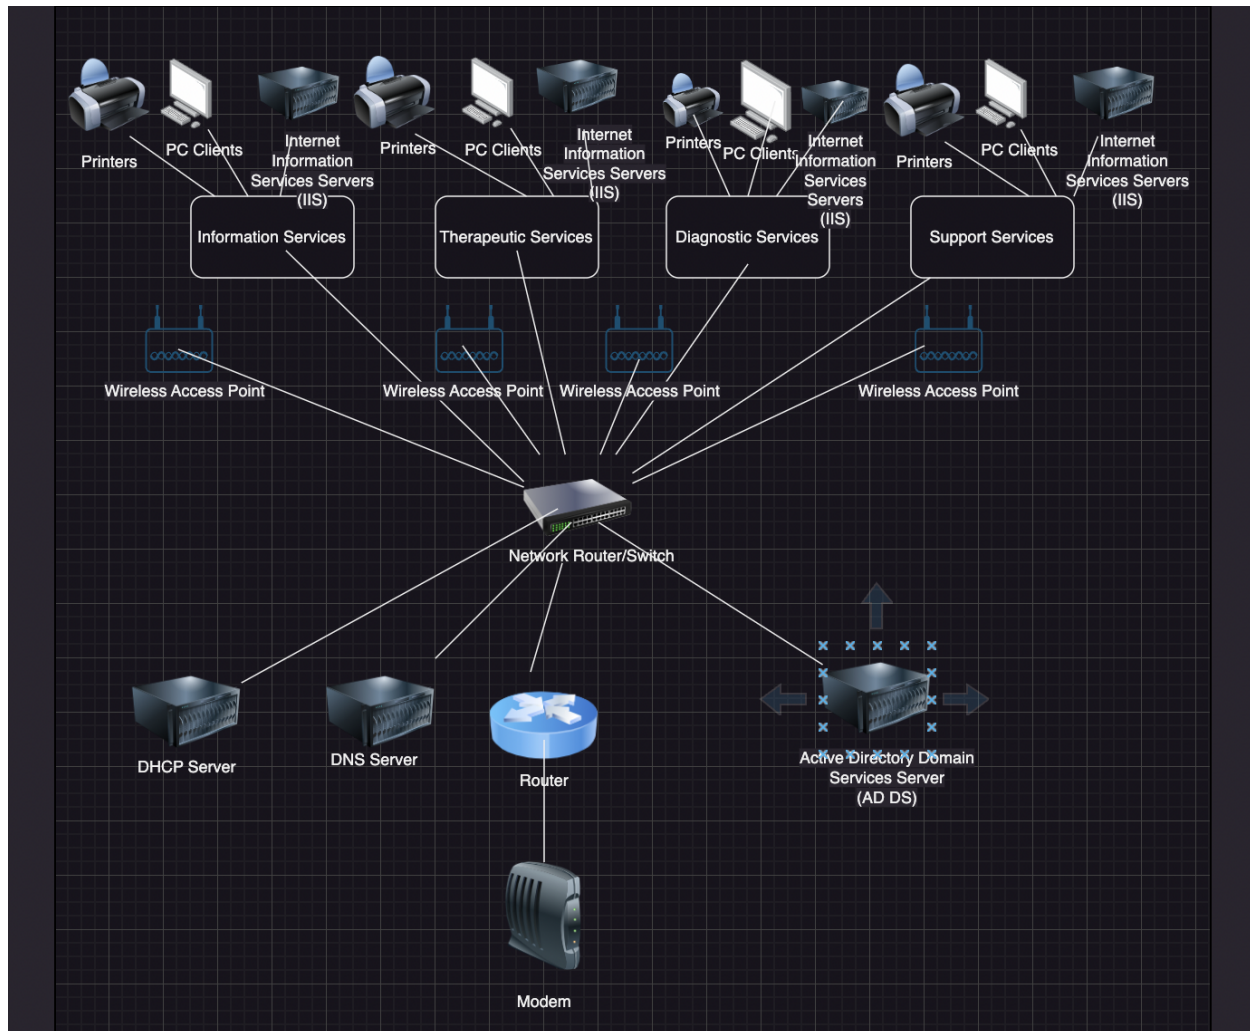 Printers
PC Clients
Internet
Information
Services Servers
(IIS)
Printers
PC Clients
Internet
Information
Services Servers
(IIS)
Printers
PC Clients
Internet
Information
Services
Servers
(IIS)
Printers
PC Clients
Internet
Information
Services Servers
(IIS)
Information Services
Therapeutic Services
Diagnostic Services
Support Services
Wireless Access Point
Wireless Access Point
Wireless Access Point
Wireless Access Point
Network Router/Switch
DHCP Server
DNS Server
Router
Active Directory Domain
Services Server
(AD DS)
Modem